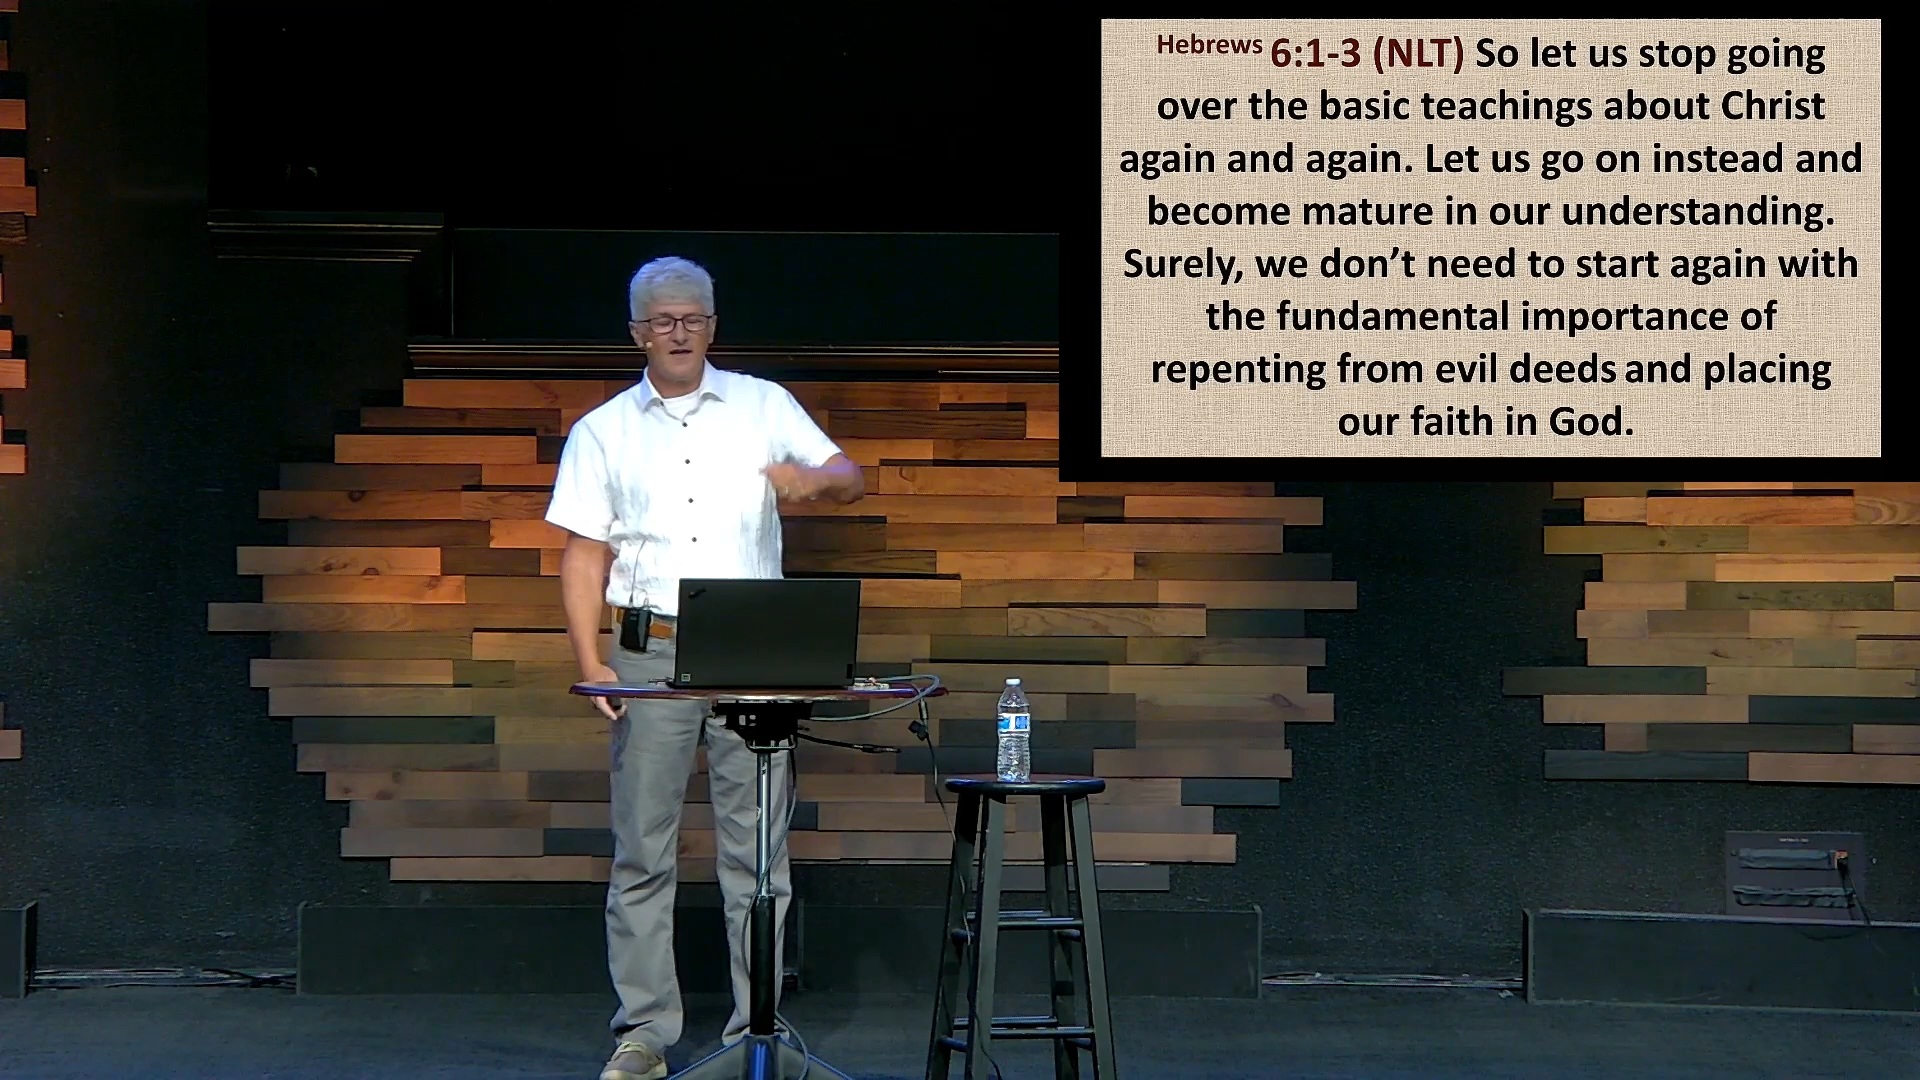 Hebrews 6:1-3 (NLT) So let us stop going
over the basic teachings about Christ
again and again. Let us go on instead and
become mature in our understanding.
Surely, we don’t need to start again with
the fundamental importance of
repenting from evil deeds and placing
our faith in God.